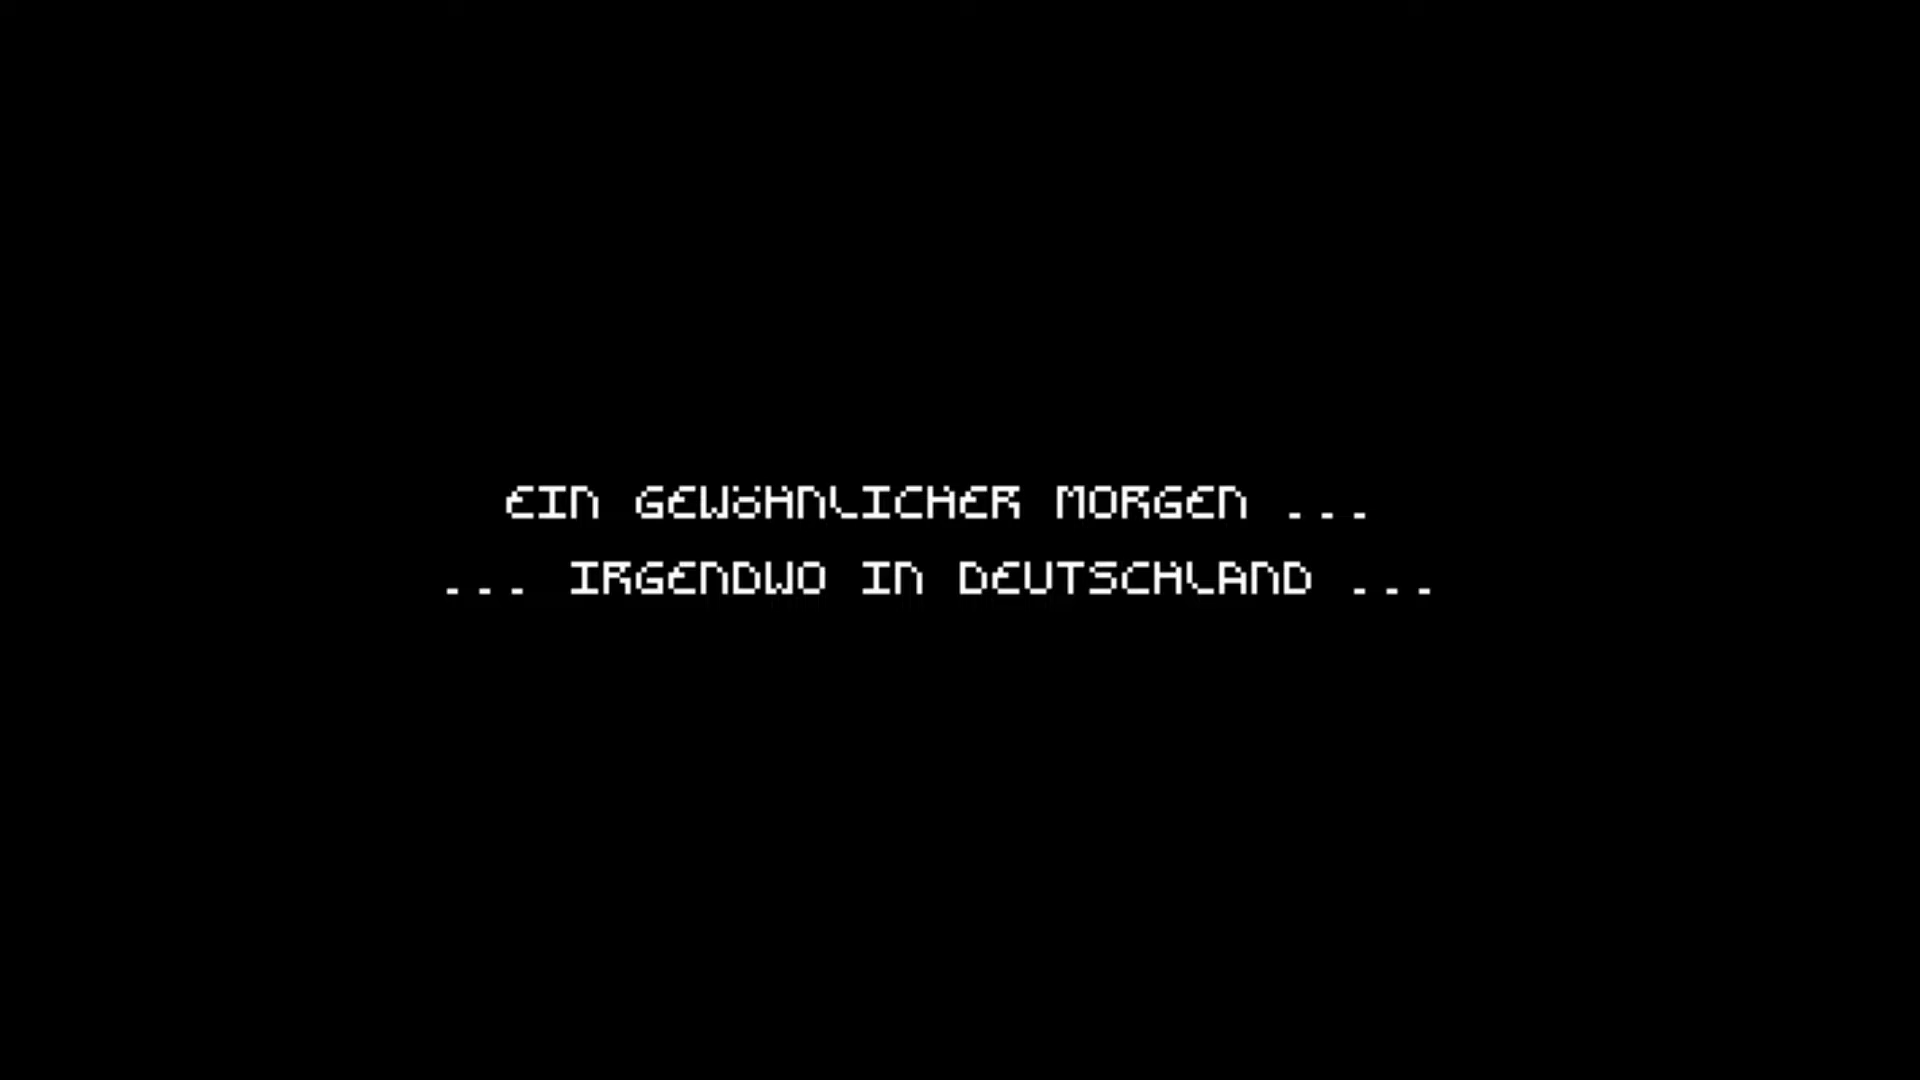 EIN GEWÖHNLICHER MORGEN ...
... IRGENDWO IN DEUTSCHLAND ...